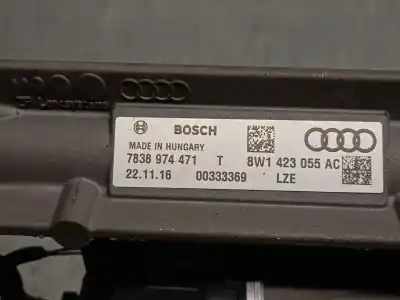 BOSCH
MADE IN HUNGARY
7838 974 471 T 8W1 423 055 AC
22.11.16 00333369 LZE